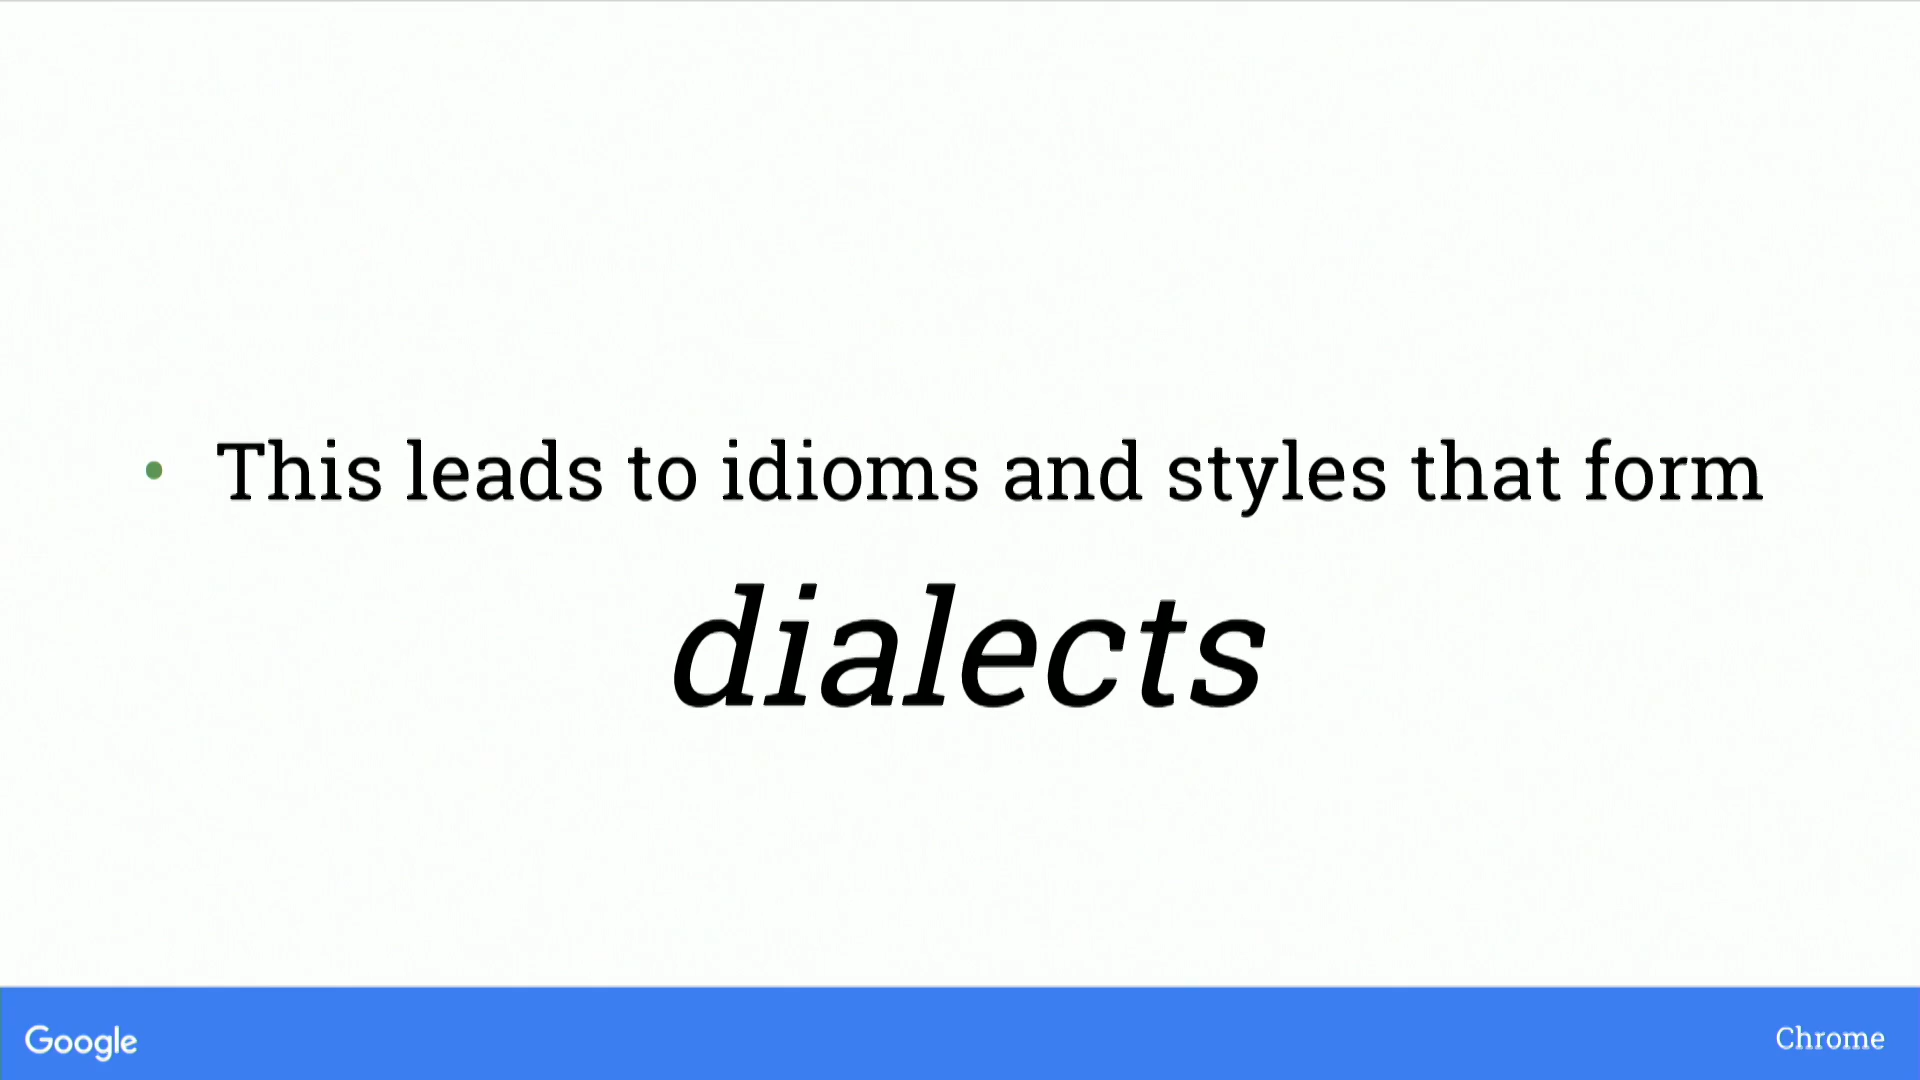 • This leads to idioms and styles that form
dialects
Google
Chrome